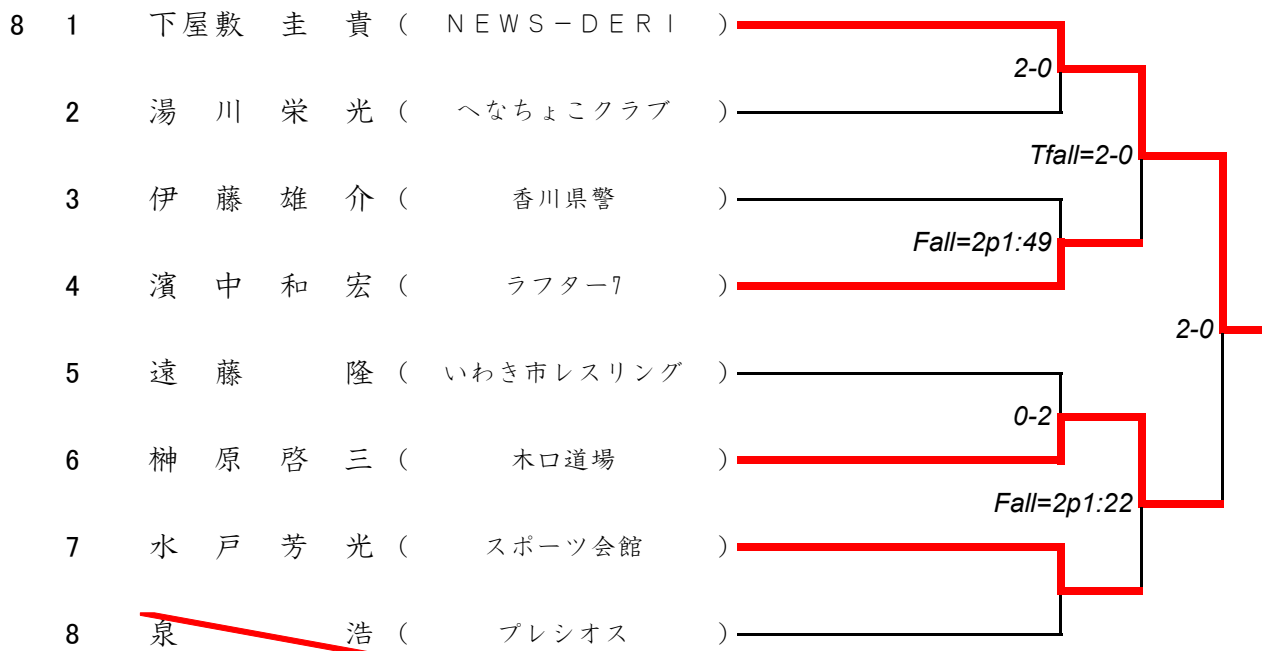 8 1 下屋敷 圭 貴 ( NEWS-DERI )
2-0
2 湯 川 栄 光 ( へなちょこクラブ )
Tfall=2-0
3 伊 藤 雄 介 ( 香川県警 )
Fall=2p1:49
4 濱 中 和 宏 ( ラフター7 )
2-0
5 遠 藤 隆 ( いわき市レスリング )
0-2
6 榊 原 啓 三 ( 木口道場 )
Fall=2p1:22
7 水 戸 芳 光 ( スポーツ会館 )
8 泉 浩 ( プレシオス )